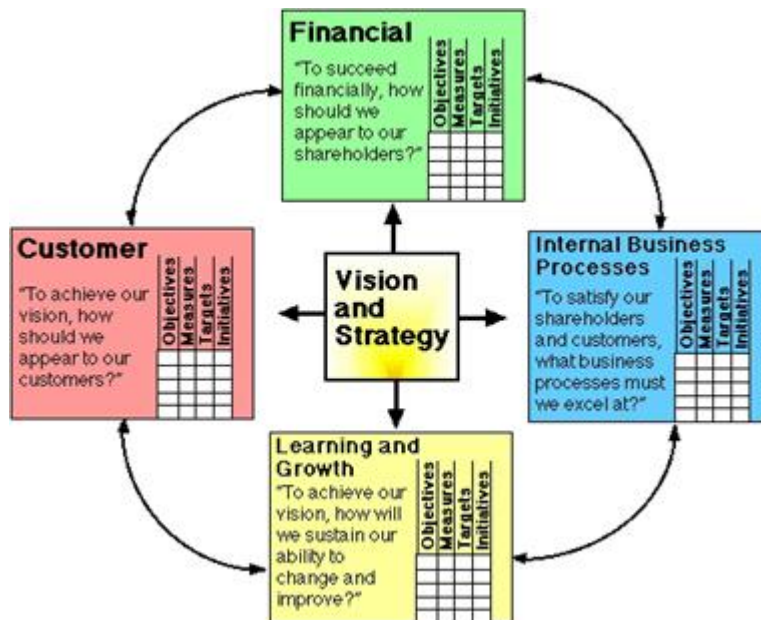 Financial
"To succeed
financially, how
should we
appear to our
shareholders?"
Objectives
Measures
Targets
Initiatives
Customer
"To achieve our
vision, how
should we
appear to our
customers?"
Objectives
Measures
Targets
Initiatives
Vision
and
Strategy
Internal Business
Processes
"To satisfy our
shareholders
and customers,
what business
processes must
we excel at?"
Objectives
Measures
Targets
Initiatives
Learning and
Growth
"To achieve our
vision, how will
we sustain our
ability to
change and
improve?"
Objectives
Measures
Targets
Initiatives